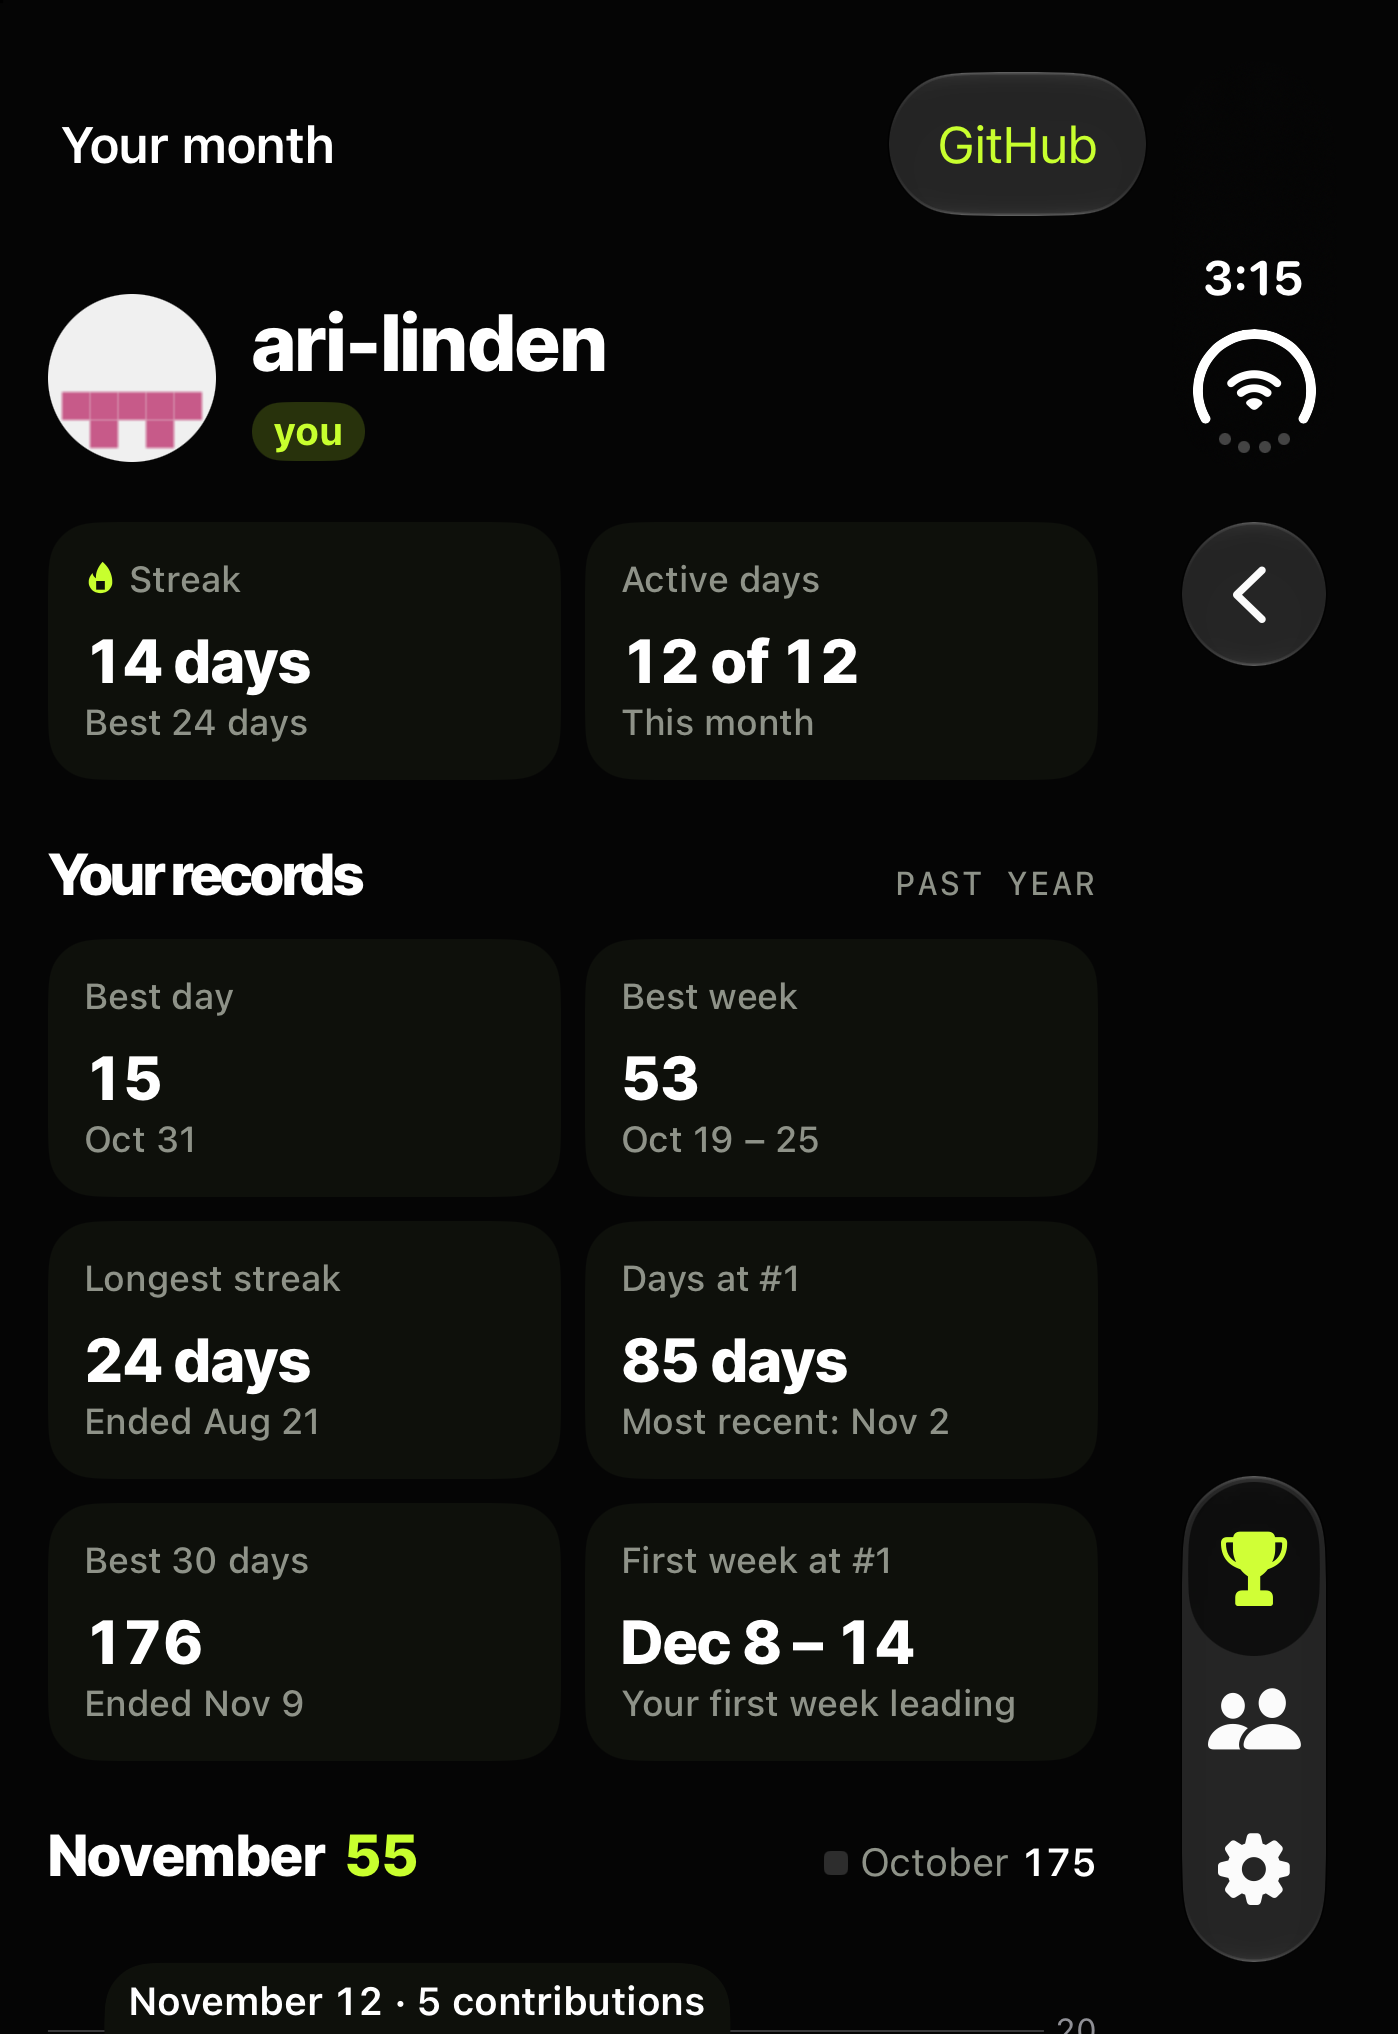 Your month
GitHub
3:15
ari-linden
you
Streak
14 days
Best 24 days
Active days
12 of 12
This month
Your records
PAST YEAR
Best day
15
Oct 31
Best week
53
Oct 19 – 25
Longest streak
24 days
Ended Aug 21
Days at #1
85 days
Most recent: Nov 2
Best 30 days
176
Ended Nov 9
First week at #1
Dec 8 – 14
Your first week leading
November 55
October 175
November 12 · 5 contributions
20